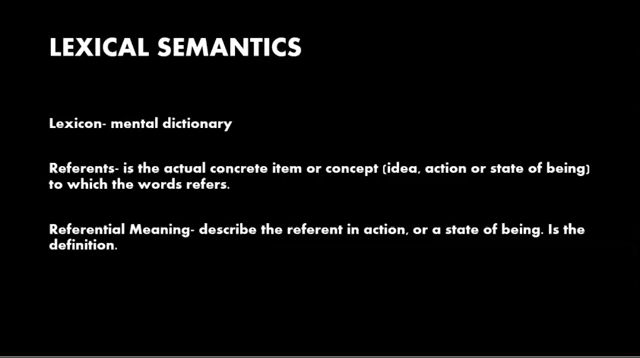 LEXICAL SEMANTICS
Lexicon- mental dictionary
Referents- is the actual concrete item or concept (idea, action or state of being)
to which the words refers.
Referential Meaning- describe the referent in action, or a state of being. Is the
definition.